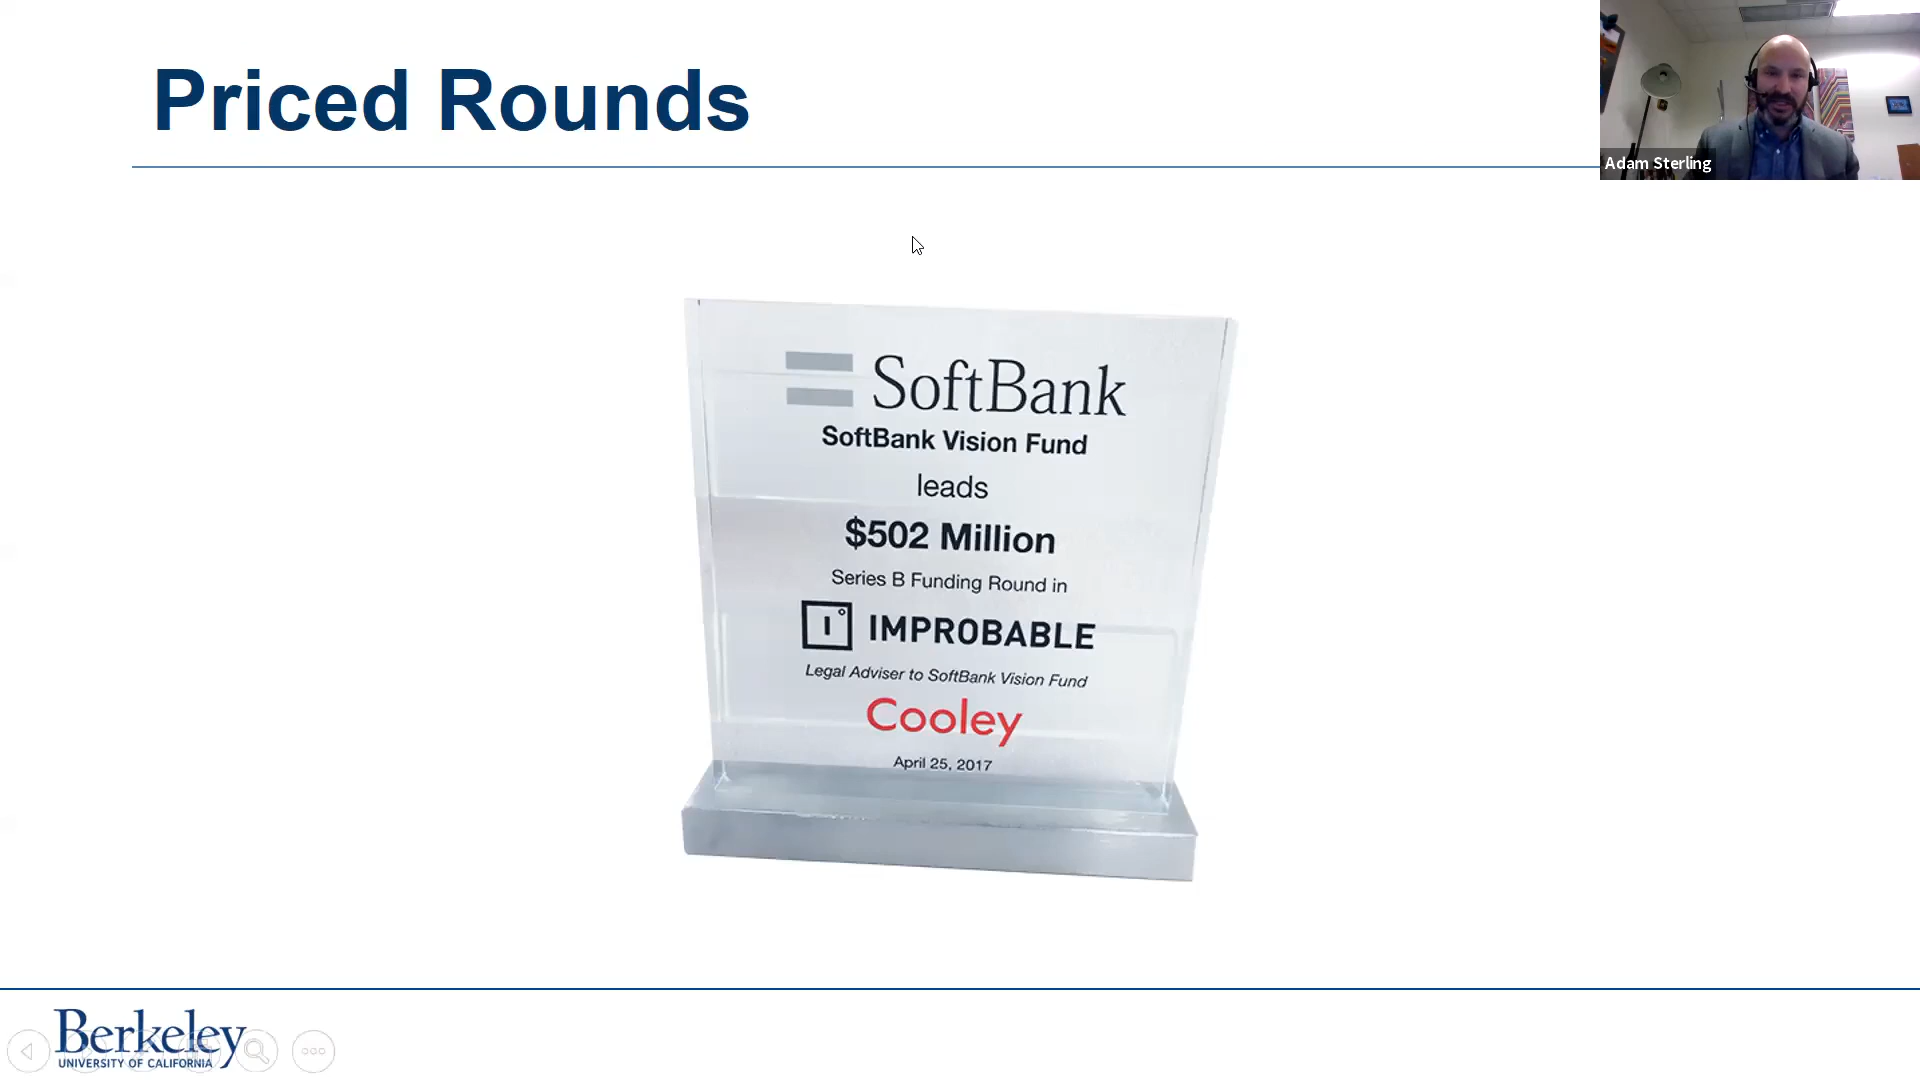 Priced Rounds
Adam Sterling
SoftBank
SoftBank Vision Fund
leads
$502 Million
Series B Funding Round in
I IMPROBABLE
Legal Adviser to SoftBank Vision Fund
Cooley
April 25, 2017
Berkeley
UNIVERSITY OF CALIFORNIA